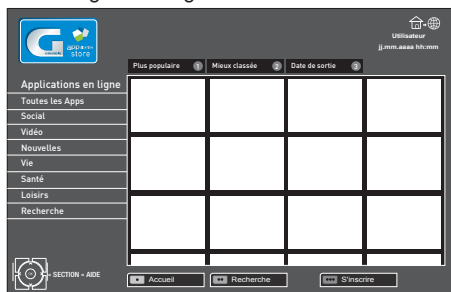 G
app
store
Utilisateur
jj.mm.aaaa hh:mm
Plus populaire 1 Mieux classée 2 Date de sortie 3
Applications en ligne
Toutes les Apps
Social
Vidéo
Nouvelles
Vie
Santé
Loisirs
Recherche
SECTION - AIDE
Accueil Recherche S'inscrire